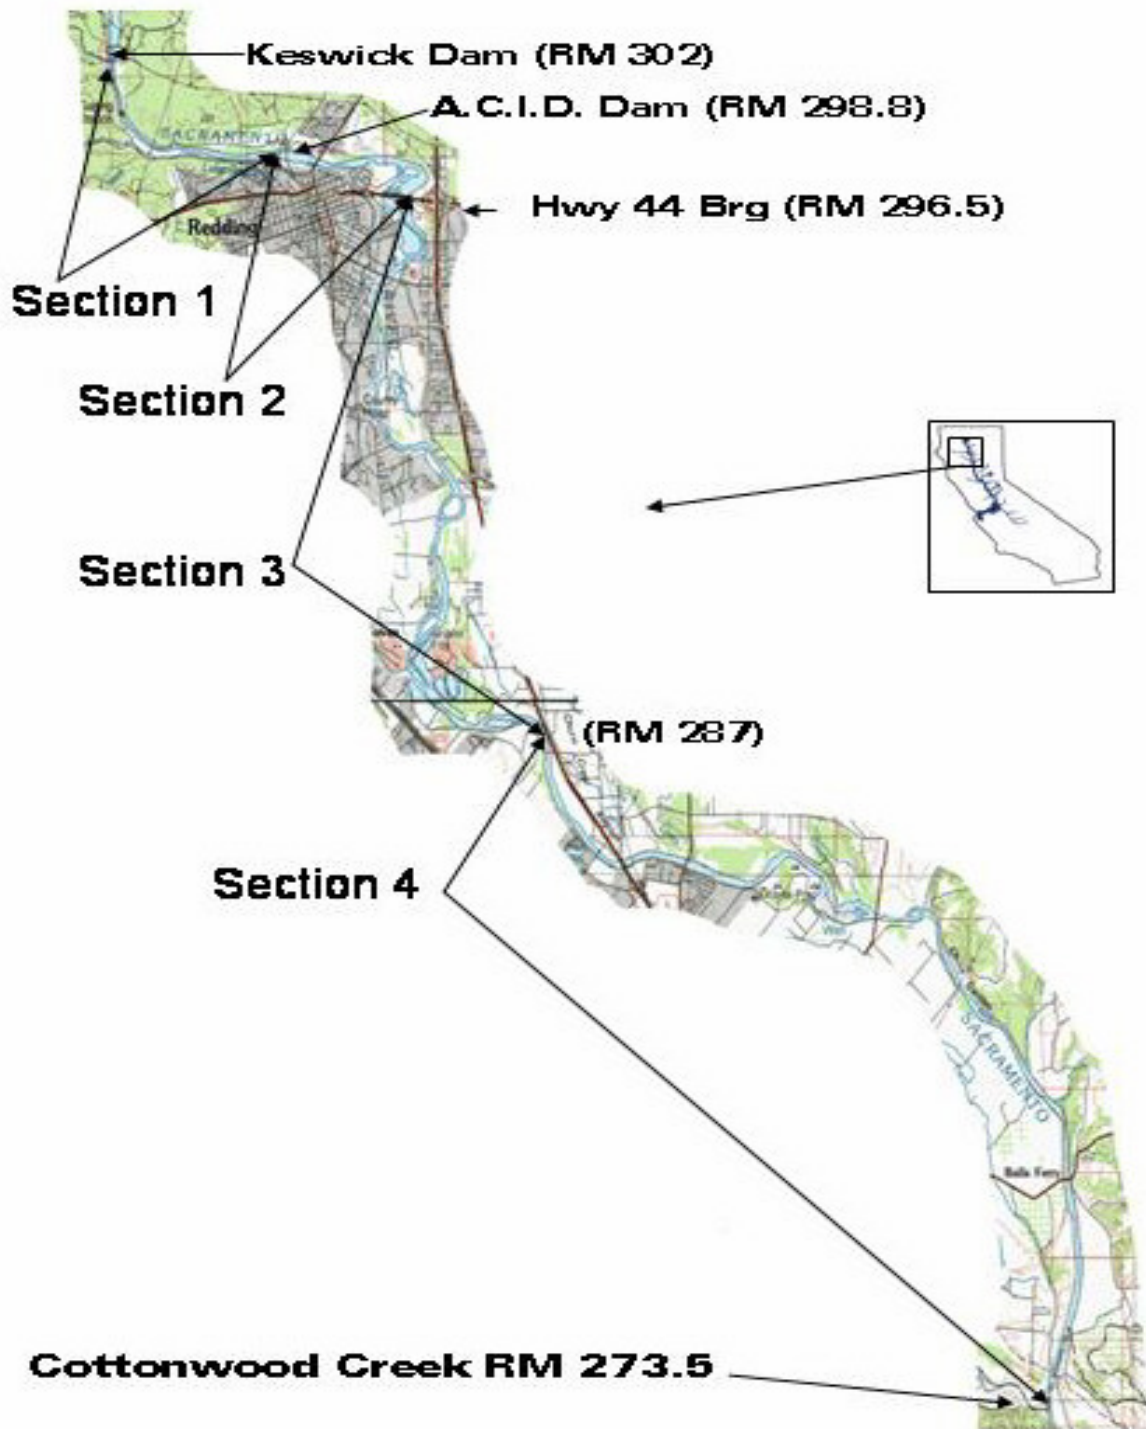 Keswick Dam (RM 302)
A.C.I.D. Dam (RM 298.8)
SACRAMENTO
Hwy 44 Brg (RM 296.5)
Redding
Section 1
Section 2
Section 3
(RM 287)
Section 4
SACRAMENTO
Balls Ferry
Cottonwood Creek RM 273.5